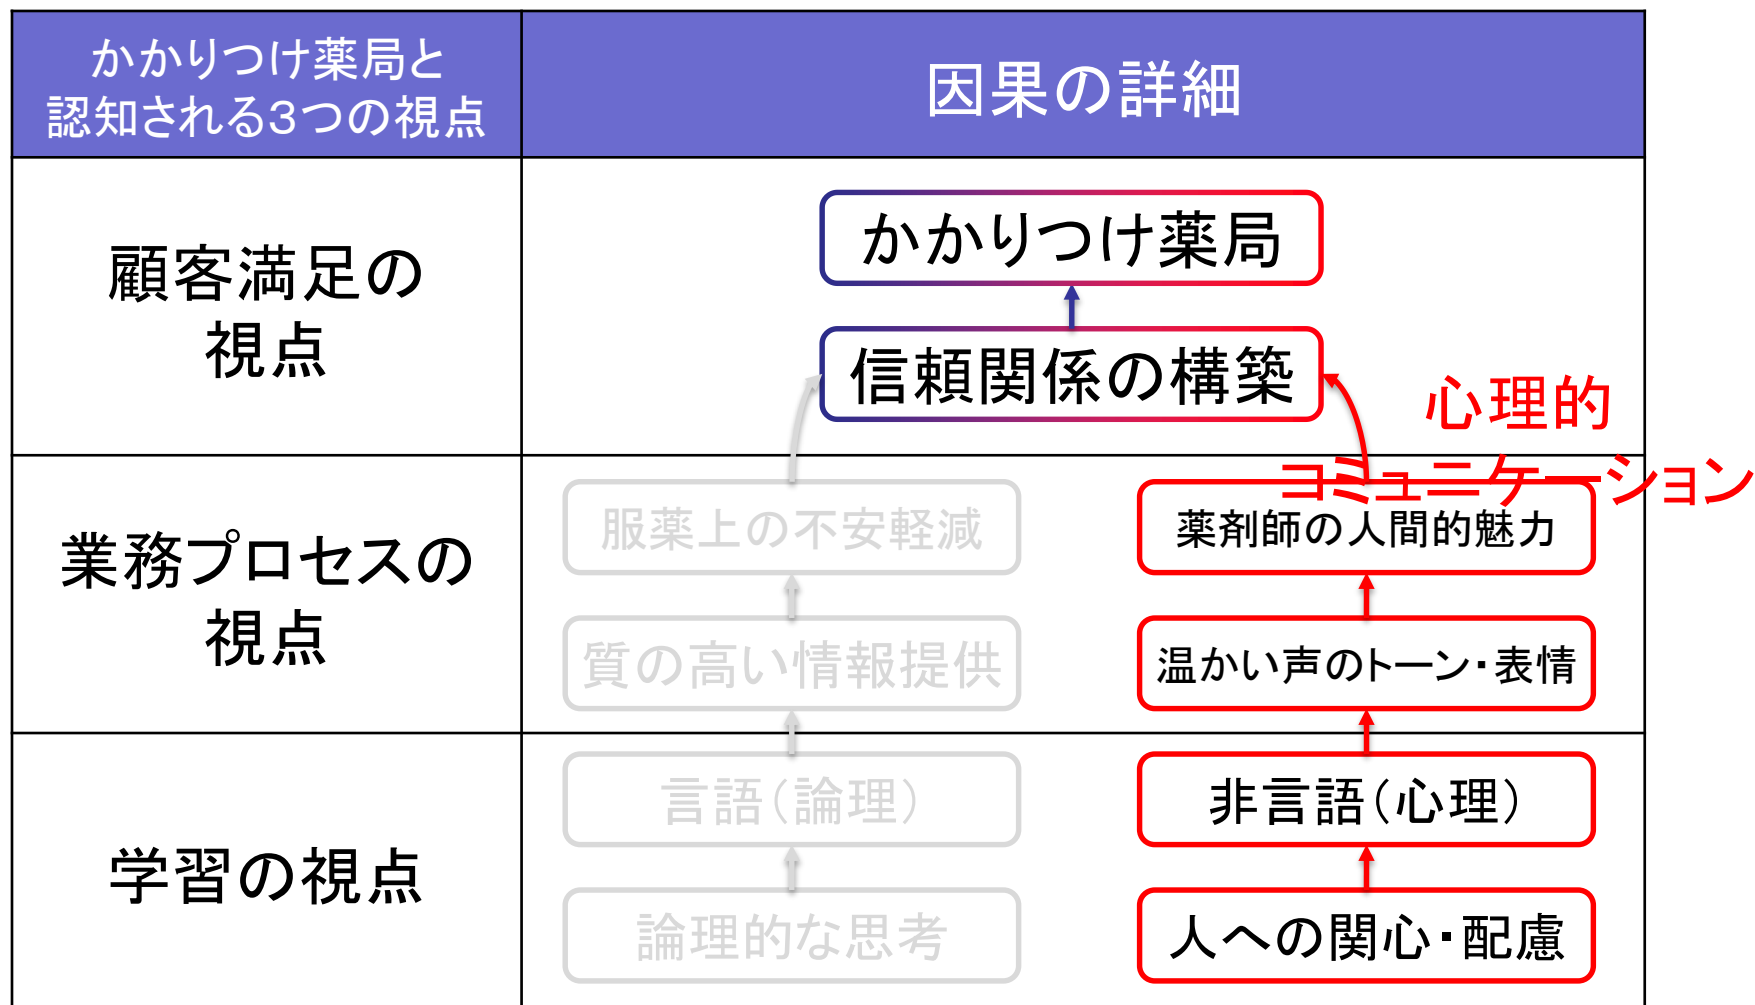 かかりつけ薬局と
認知される3つの視点
因果の詳細
顧客満足の
視点
かかりつけ薬局
信頼関係の構築
心理的
コミュニケーション
業務プロセスの
視点
服薬上の不安軽減
薬剤師の人間的魅力
質の高い情報提供
温かい声のトーン・表情
学習の視点
言語(論理)
非言語(心理)
論理的な思考
人への関心・配慮